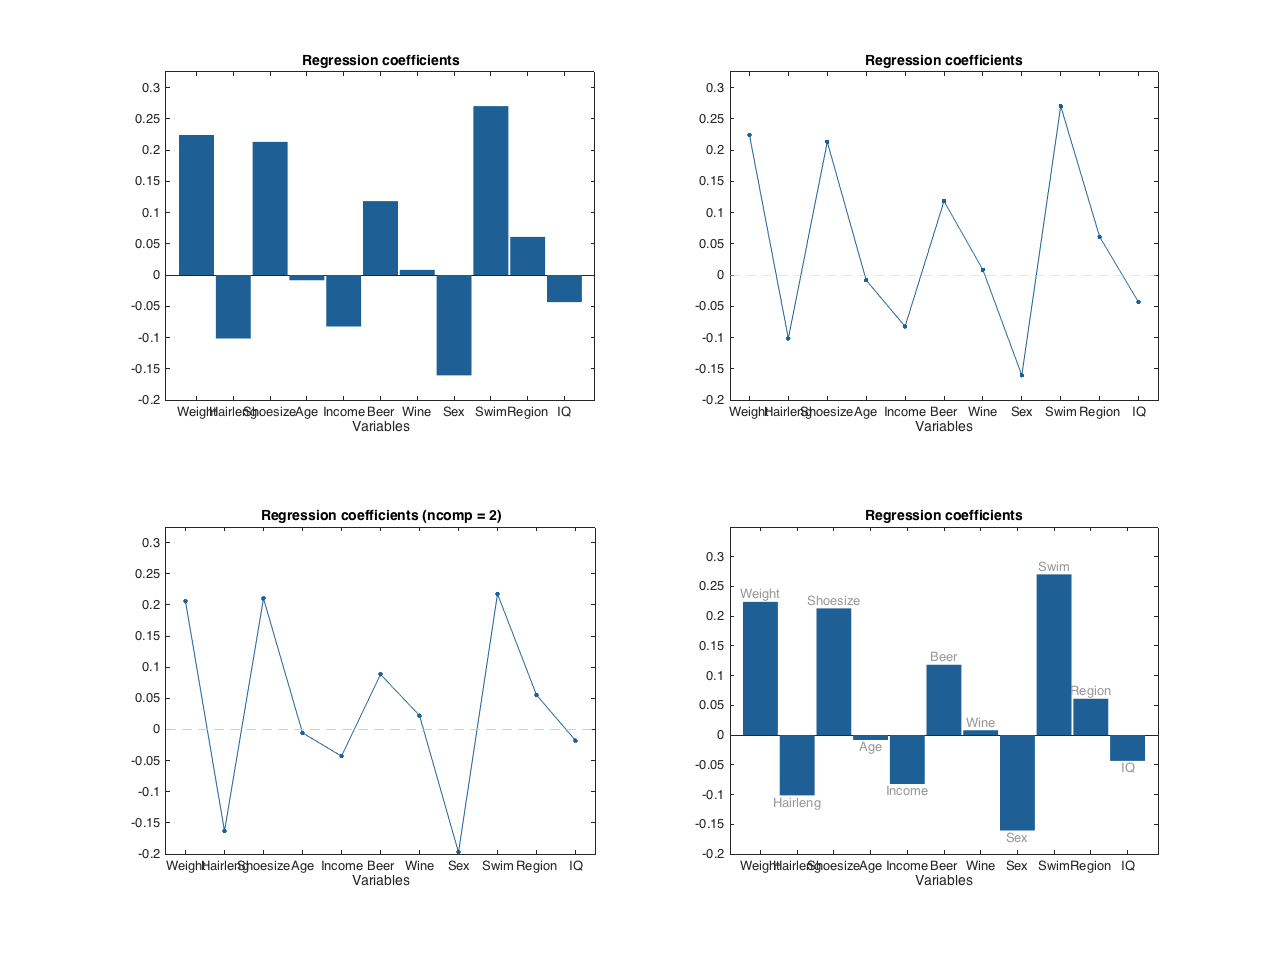 Regression coefficients
0.3
0.25
0.2
0.15
0.1
0.05
0
-0.05
-0.1
-0.15
-0.2
Weight Hairleng Shoesize Age Income Beer Wine Sex Swim Region IQ
Variables
Regression coefficients
0.3
0.25
0.2
0.15
0.1
0.05
0
-0.05
-0.1
-0.15
-0.2
Weight Hairleng Shoesize Age Income Beer Wine Sex Swim Region IQ
Variables
Regression coefficients (ncomp = 2)
0.3
0.25
0.2
0.15
0.1
0.05
0
-0.05
-0.1
-0.15
-0.2
Weight Hairleng Shoesize Age Income Beer Wine Sex Swim Region IQ
Variables
Regression coefficients
0.3
0.25
0.2
0.15
0.1
0.05
0
-0.05
-0.1
-0.15
-0.2
Weight
Hairleng
Shoesize
Age
Income
Beer
Wine
Sex
Swim
Region
IQ
Weight Hairleng Shoesize Age Income Beer Wine Sex Swim Region IQ
Variables